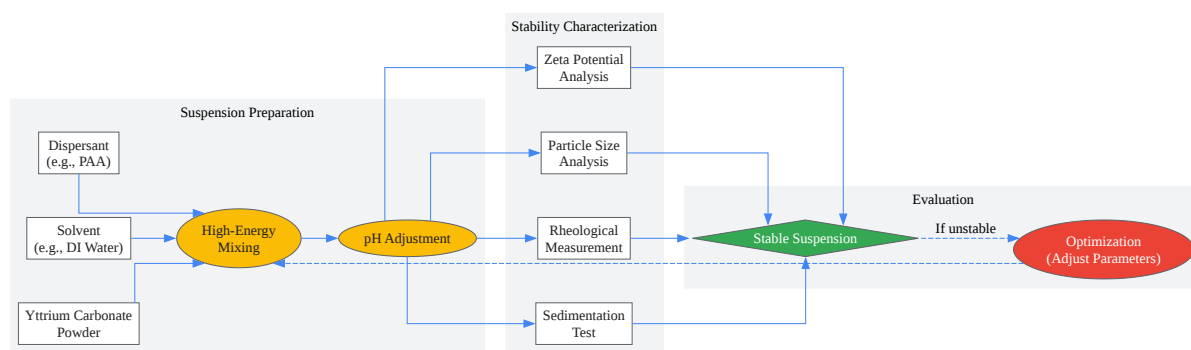 Stability Characterization
Zeta Potential
Analysis
Suspension Preparation
Dispersant
(e.g., PAA)
Particle Size
Analysis
Evaluation
Solvent
(e.g., DI Water)
High-Energy
Mixing
pH Adjustment
Rheological
Measurement
Stable Suspension
If unstable
Optimization
(Adjust Parameters)
Yttrium Carbonate
Powder
Sedimentation
Test